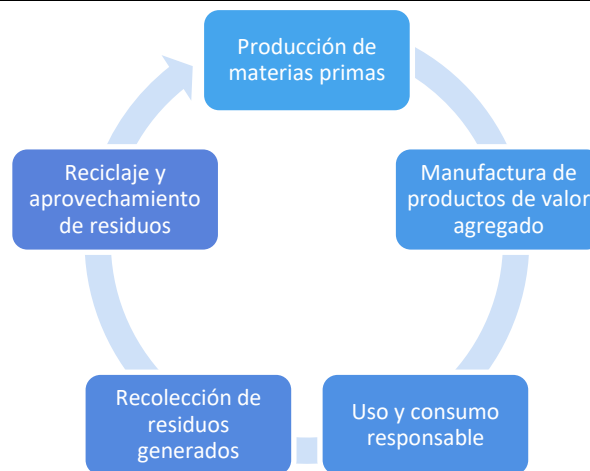 Producción de
materias primas
Manufactura de
productos de valor
agregado
Uso y consumo
responsable
Recolección de
residuos
generados
Reciclaje y
aprovechamiento
de residuos